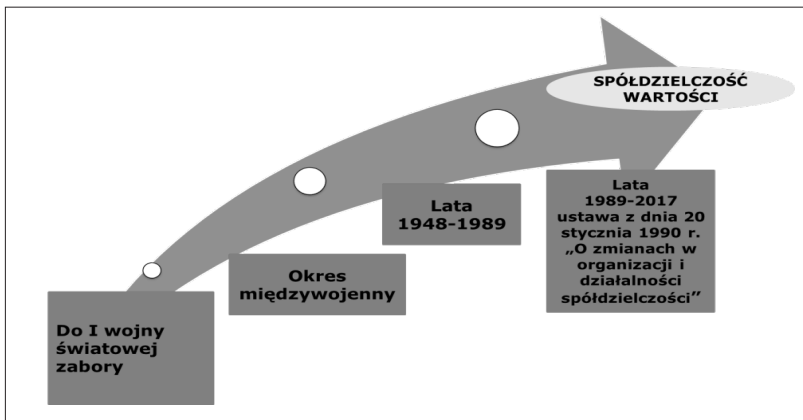 SPÓŁDZIELCZOŚĆ
WARTOŚCI
Lata
1989-2017
ustawa z dnia 20
stycznia 1990 r.
„O zmianach w
organizacji i
działalności
spółdzielczości”
Lata
1948-1989
Okres
międzywojenny
Do I wojny
światowej
zabory